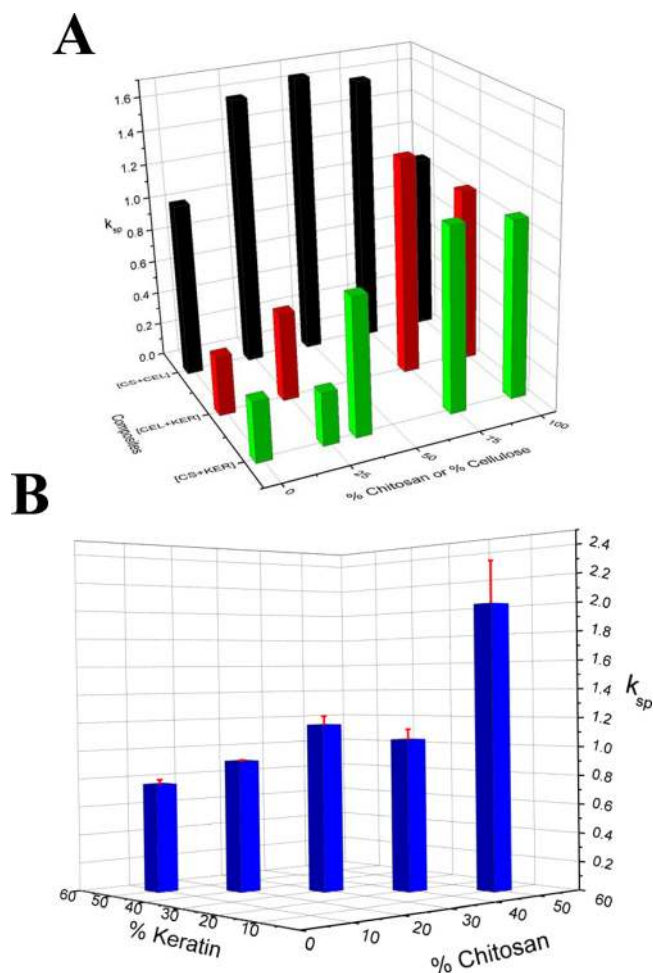 A
1.6
1.4
1.2
1.0
k sp
0.8
0.6
0.4
0.2
0.0
[CS+CEL]
[CEL+KER]
[CS+KER]
Composites
0
25
50
75
100
% Chitosan or % Cellulose
B
2.4
2.2
2.0
1.8
1.6
1.4
1.2
1.0
0.8
0.6
0.4
0.2
k sp
60 50 40 30 20 10 0 10 20 30 40 50 60
% Keratin
% Chitosan